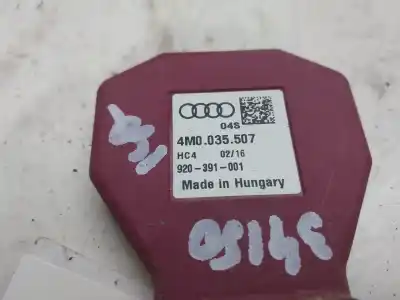 04S
4M0.035.507
HC4 02/16
920-391-001
Made in Hungary